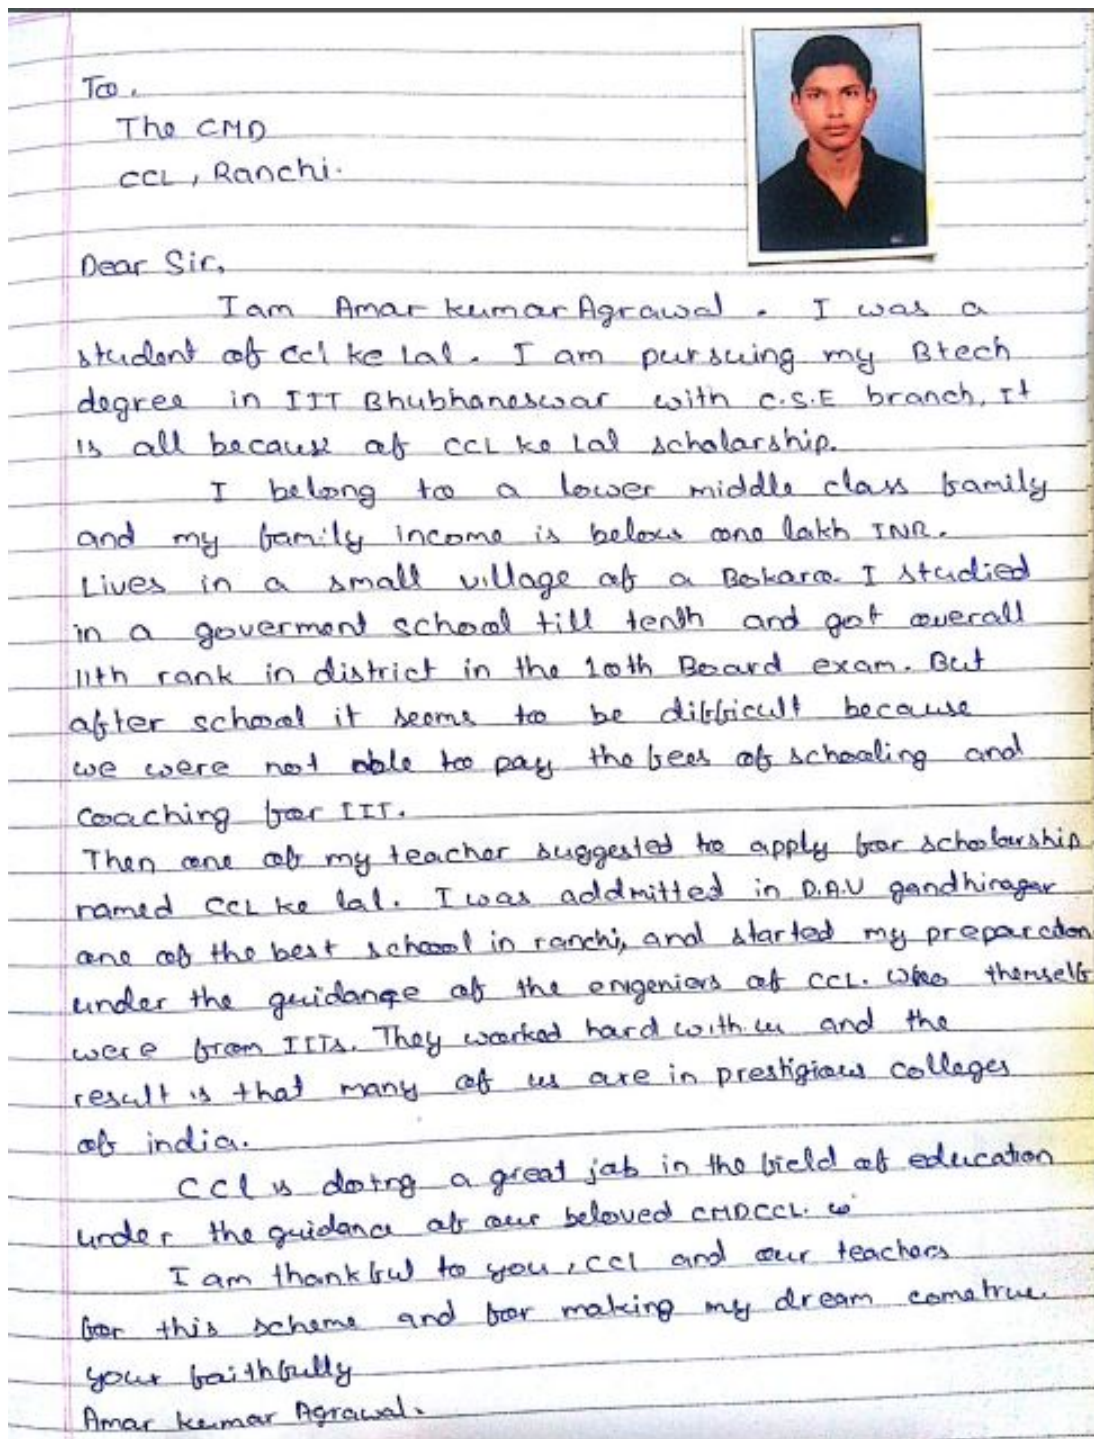 To,
The CMD
CCL, Ranchi.
Dear Sir,
I am Amar kumar Agrawal. I was a
student of ccl ke Lal. I am pursuing my Btech
degree in IIT Bhubhaneswar with C.S.E branch, It
is all because of CCL ke Lal scholarship.
I belong to a lower middle class family
and my family income is below one lakh INR.
Lives in a small village of a Bokaro. I studied
in a goverment school till tenth and got overall
11th rank in district in the 10th Board exam. But
after school it seems to be difficult because
we were not able to pay the fees of schooling and
coaching for IIT.
Then one of my teacher suggested to apply for scholarship
named CCL ke lal. I was addmitted in D.A.V gandhinagar
one of the best school in ranchi, and started my preparation
under the guidance of the engeniers of CCL. who themself
were from IITs. They worked hard with us and the
result is that many of us are in prestigious colleges
of india.
CCl is doing a great job in the field of education
under the guidance of our beloved CMD.CCL. w
I am thankful to you, CCl and our teachers
for this scheme and for making my dream cometrue.
your faithfully
Amar kumar Agrawal.